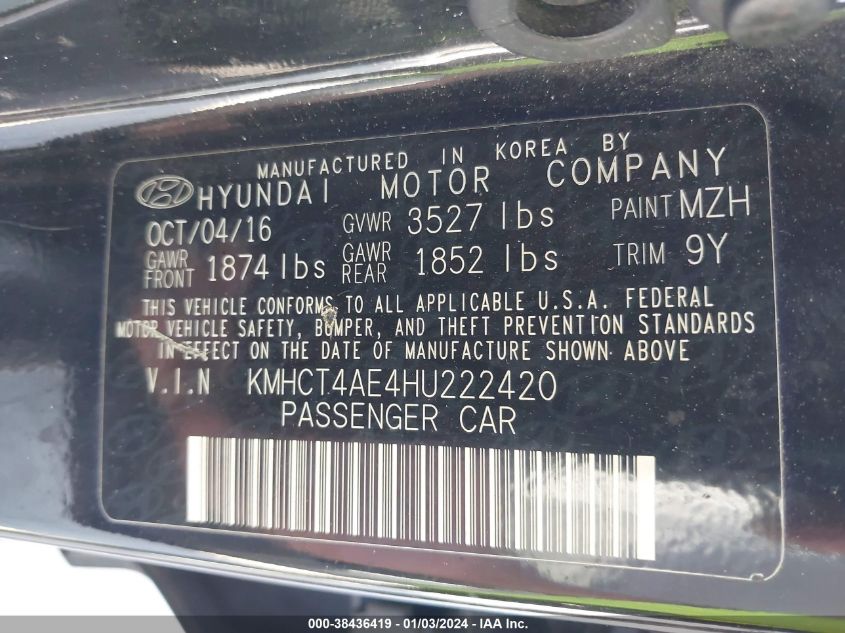 MANUFACTURED IN KOREA BY
HYUNDAI MOTOR COMPANY
OCT/04/16 GVWR 3527 lbs PAINT MZH
GAWR FRONT 1874 lbs GAWR REAR 1852 lbs TRIM 9Y
THIS VEHICLE CONFORMS TO ALL APPLICABLE U.S.A. FEDERAL
MOTOR VEHICLE SAFETY, BUMPER, AND THEFT PREVENTION STANDARDS
IN EFFECT ON THE DATE OF MANUFACTURE SHOWN ABOVE
V.I.N KMHCT4AE4HU222420
PASSENGER CAR
000-38436419 - 01/03/2024 - IAA Inc.